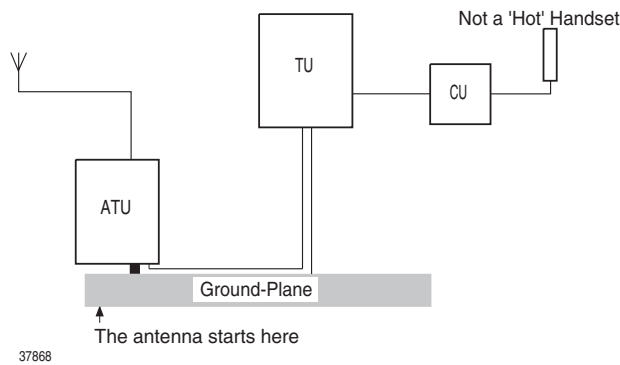 Not a 'Hot' Handset
TU
CU
ATU
Ground-Plane
The antenna starts here
37868